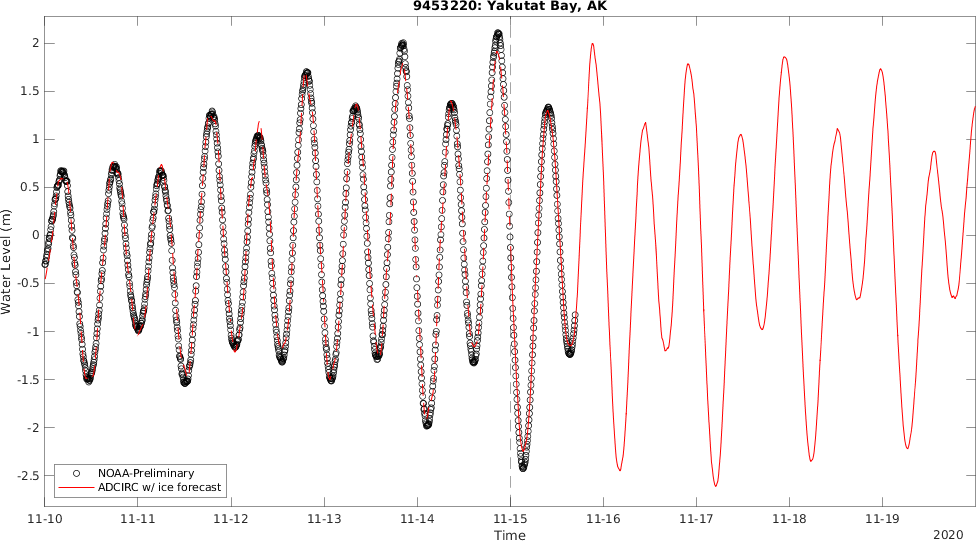 9453220: Yakutat Bay, AK
2
1.5
1
0.5
0
-0.5
-1
-1.5
-2
-2.5
Water Level (m)
NOAA-Preliminary
ADCIRC w/ ice forecast
11-10 11-11 11-12 11-13 11-14 11-15 11-16 11-17 11-18 11-19
Time
2020